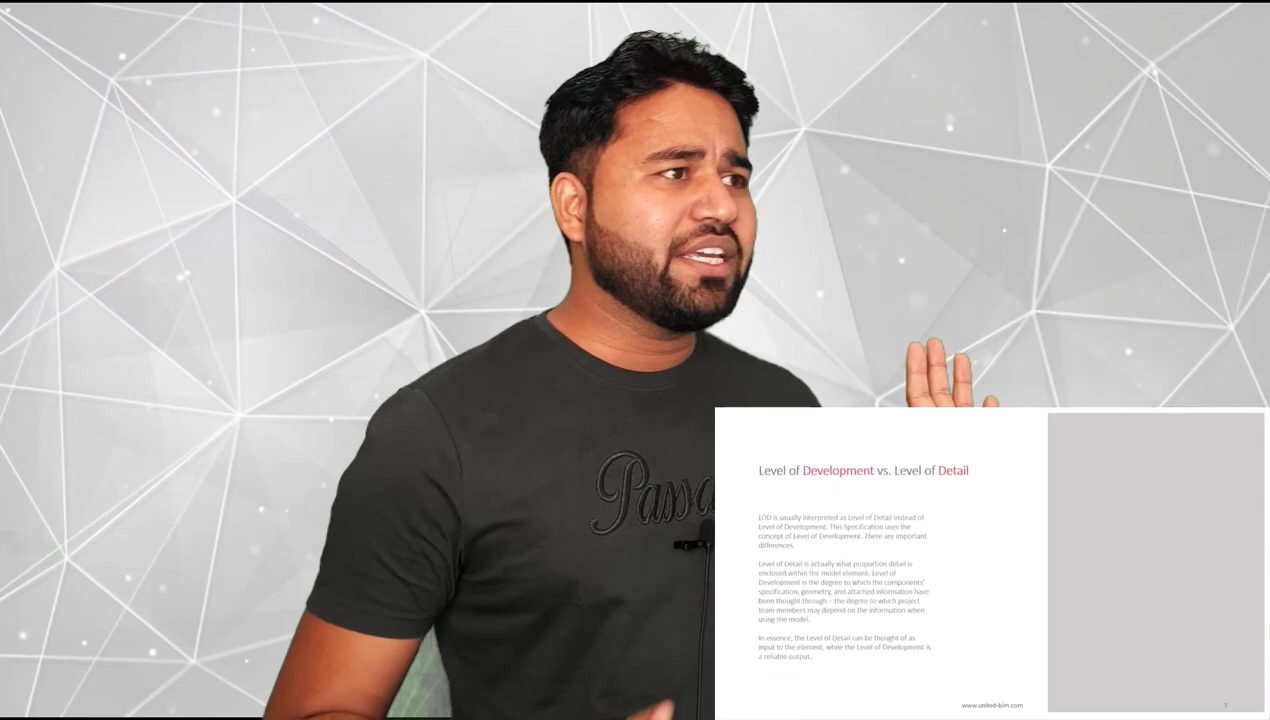 Level of Development vs. Level of Detail
LOD is usually interpreted as Level of Detail instead of
Level of Development. This Specification uses the
concept of Level of Development. There are important
differences.
Level of Detail is actually what proportion detail is
enclosed within the model element. Level of
Development is the degree to which the components'
specification, geometry, and attached information have
been thought through – the degree to which project
team members may depend on the information when
using the model.
In essence, the Level of Detail can be thought of as
input to the element, while the Level of Development is
a reliable output.
www.united-bim.com
5